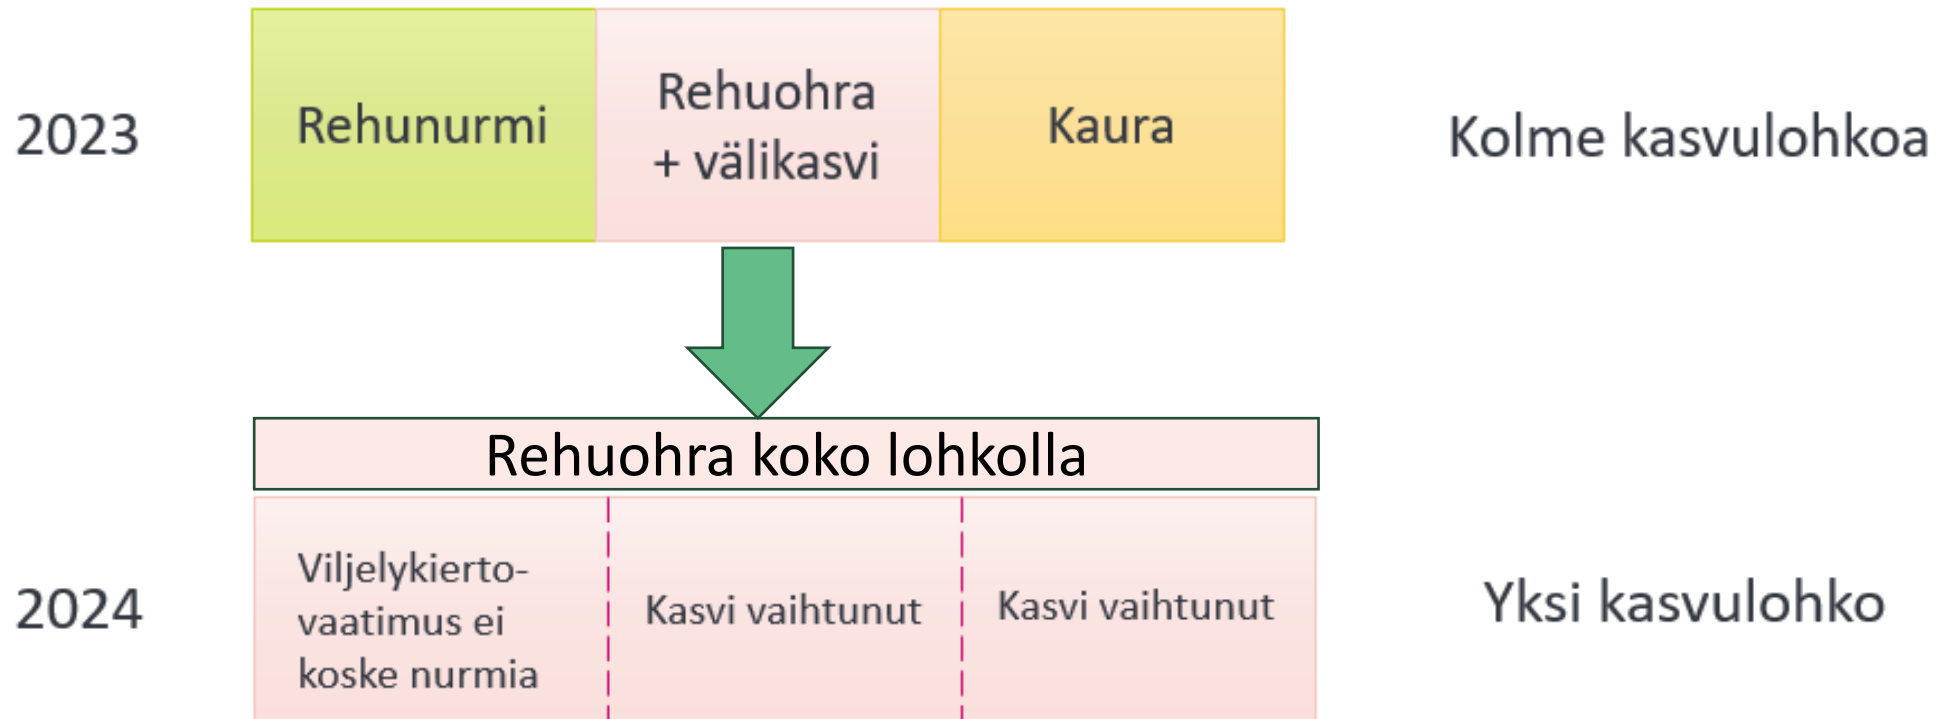 2023
Rehunurmi
Rehuohra
+ välikasvi
Kaura
Kolme kasvulohkoa
Rehuohra koko lohkolla
2024
Viljelykierto-
vaatimus ei
koske nurmia
Kasvi vaihtunut
Kasvi vaihtunut
Yksi kasvulohko